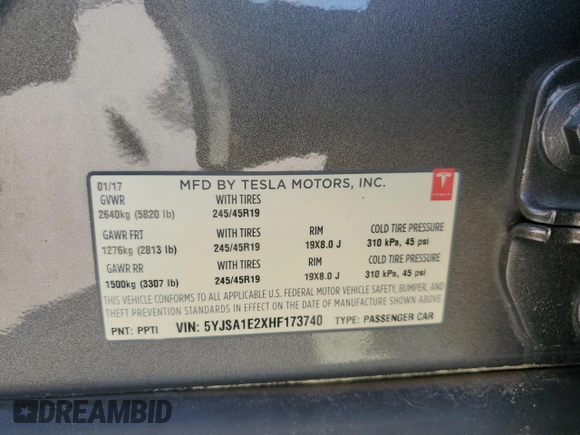 01/17 MFD BY TESLA MOTORS, INC.
GVWR WITH TIRES
2640kg (5820 lb) 245/45R19
TESLA
GAWR FRT WITH TIRES RIM COLD TIRE PRESSURE
1276kg (2813 lb) 245/45R19 19X8.0 J 310 kPa, 45 psi
GAWR RR WITH TIRES RIM COLD TIRE PRESSURE
1500kg (3307 lb) 245/45R19 19X8.0 J 310 kPa, 45 psi
THIS VEHICLE CONFORMS TO ALL APPLICABLE U.S. FEDERAL MOTOR VEHICLE SAFETY, BUMPER, AND
THEFT PREVENTION STANDARDS IN EFFECT ON THE DATE OF MANUFACTURE SHOWN ABOVE.
PNT: PPTI VIN: 5YJSA1E2XHF173740 TYPE: PASSENGER CAR
DREAMBID